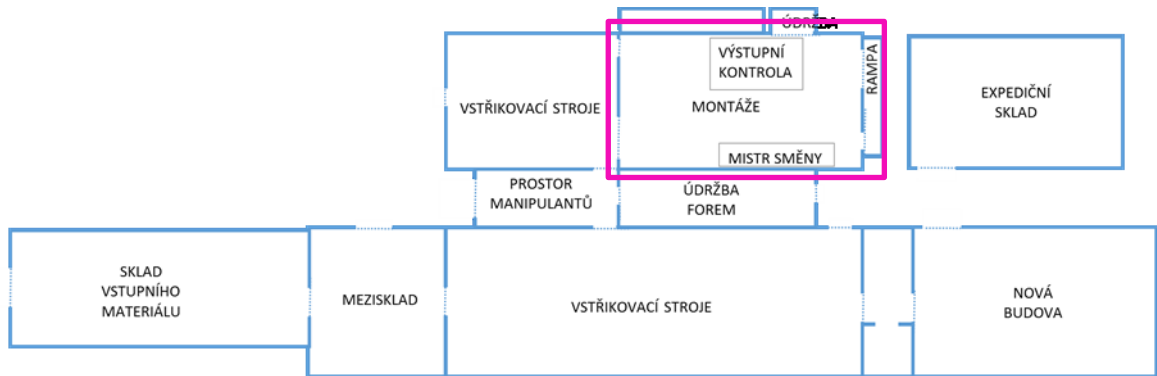 ÚDRŽBA
VÝSTUPNÍ
KONTROLA
RAMPA
VSTŘIKOVACÍ STROJE
MONTÁŽE
EXPEDIČNÍ
SKLAD
MISTR SMĚNY
PROSTOR
MANIPULANTŮ
ÚDRŽBA
FOREM
SKLAD
VSTUPNÍHO
MATERIÁLU
MEZISKLAD
VSTŘIKOVACÍ STROJE
NOVÁ
BUDOVA